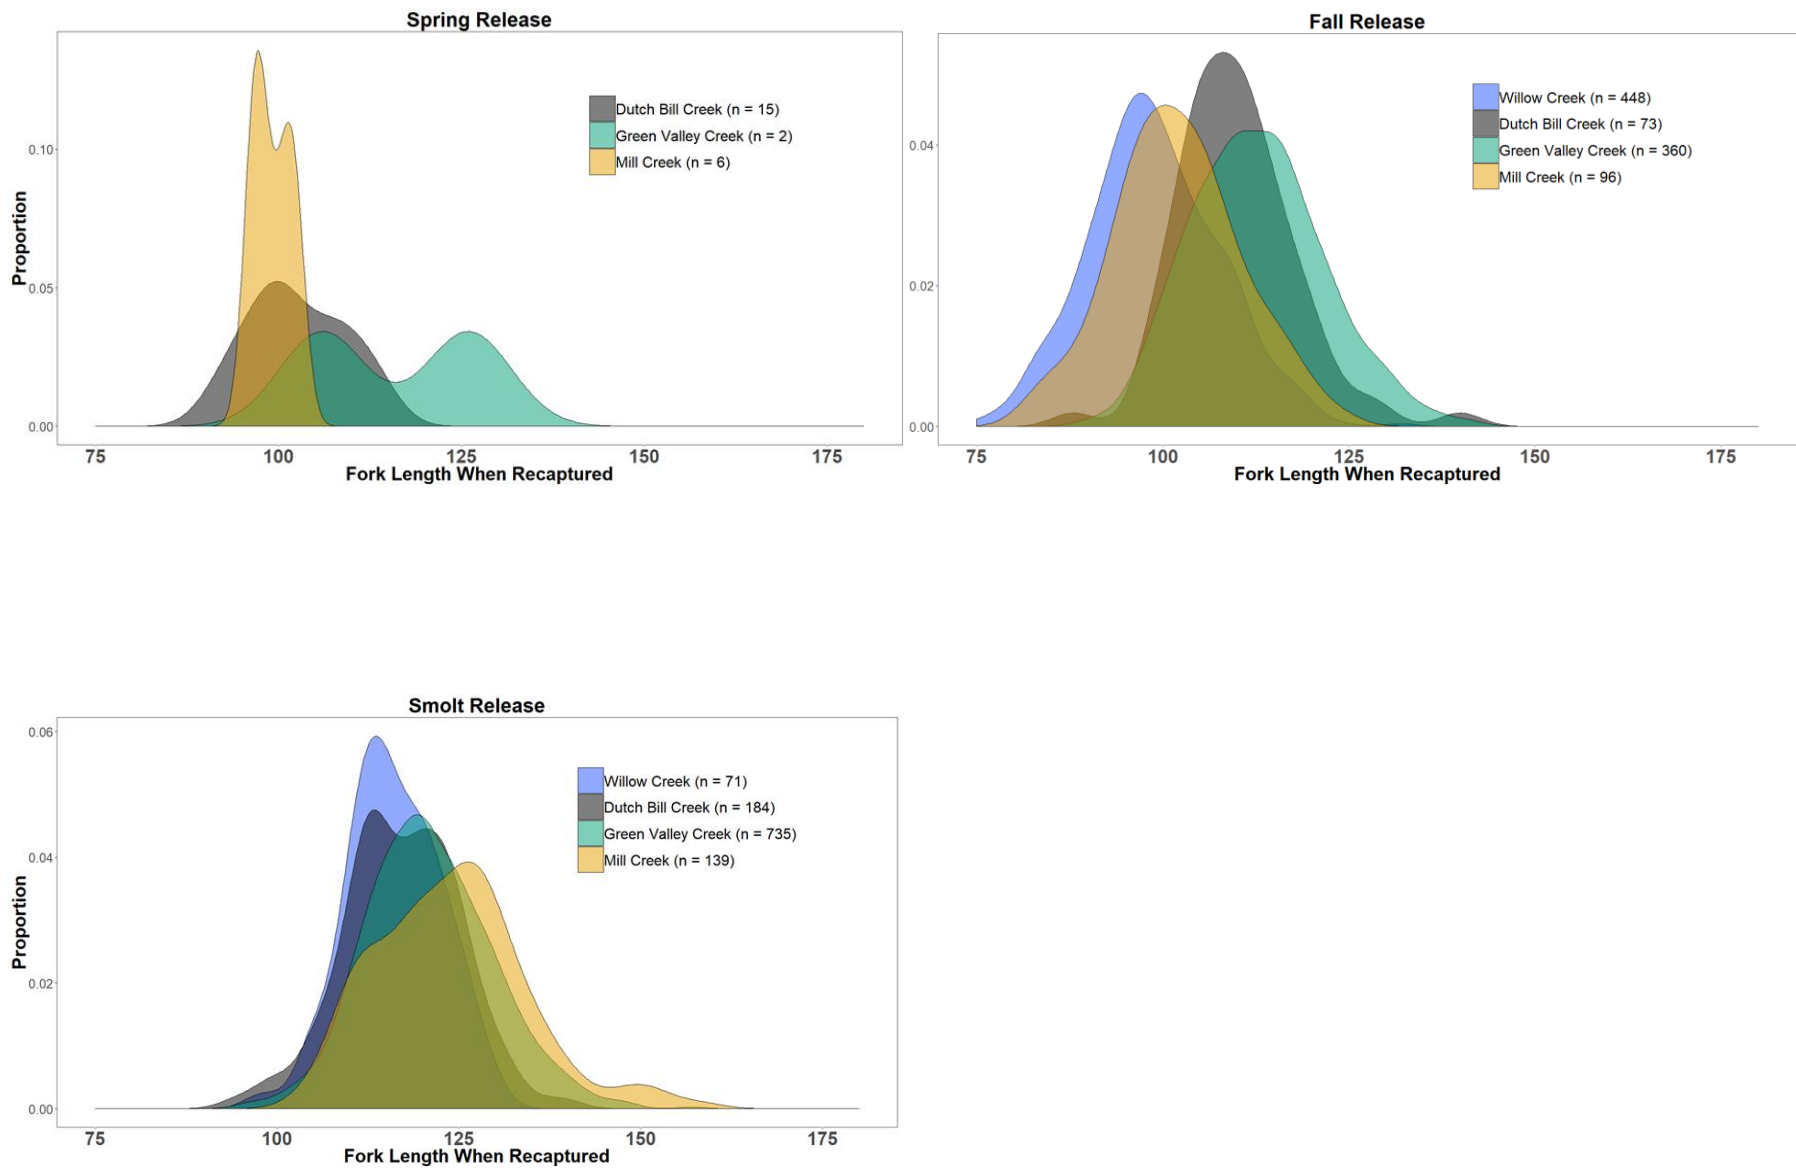 Spring Release
Dutch Bill Creek (n = 15)
Green Valley Creek (n = 2)
Mill Creek (n = 6)
Proportion
0.10
0.05
0.00
75 100 125 150 175
Fork Length When Recaptured
Fall Release
Willow Creek (n = 448)
Dutch Bill Creek (n = 73)
Green Valley Creek (n = 360)
Mill Creek (n = 96)
0.04
0.02
0.00
75 100 125 150 175
Fork Length When Recaptured
Smolt Release
Willow Creek (n = 71)
Dutch Bill Creek (n = 184)
Green Valley Creek (n = 735)
Mill Creek (n = 139)
Proportion
0.06
0.04
0.02
0.00
75 100 125 150 175
Fork Length When Recaptured